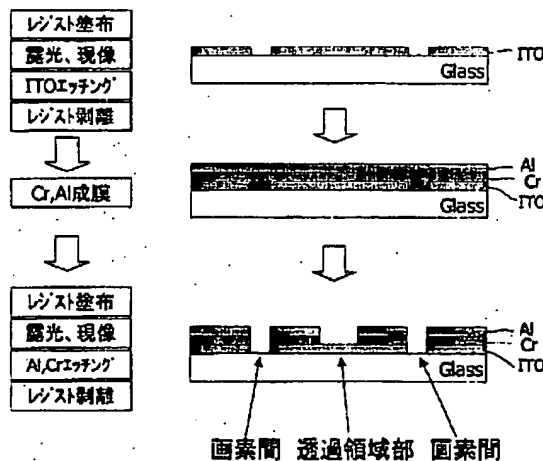 レジスト塗布
露光、現像
ITOエッチング
レジスト剥離
ITO
Glass
Cr,Al成膜
Al
Cr
ITO
Glass
レジスト塗布
露光、現像
Al,Crエッチング
レジスト剥離
Al
Cr
ITO
Glass
画素間 透過領域部 画素間